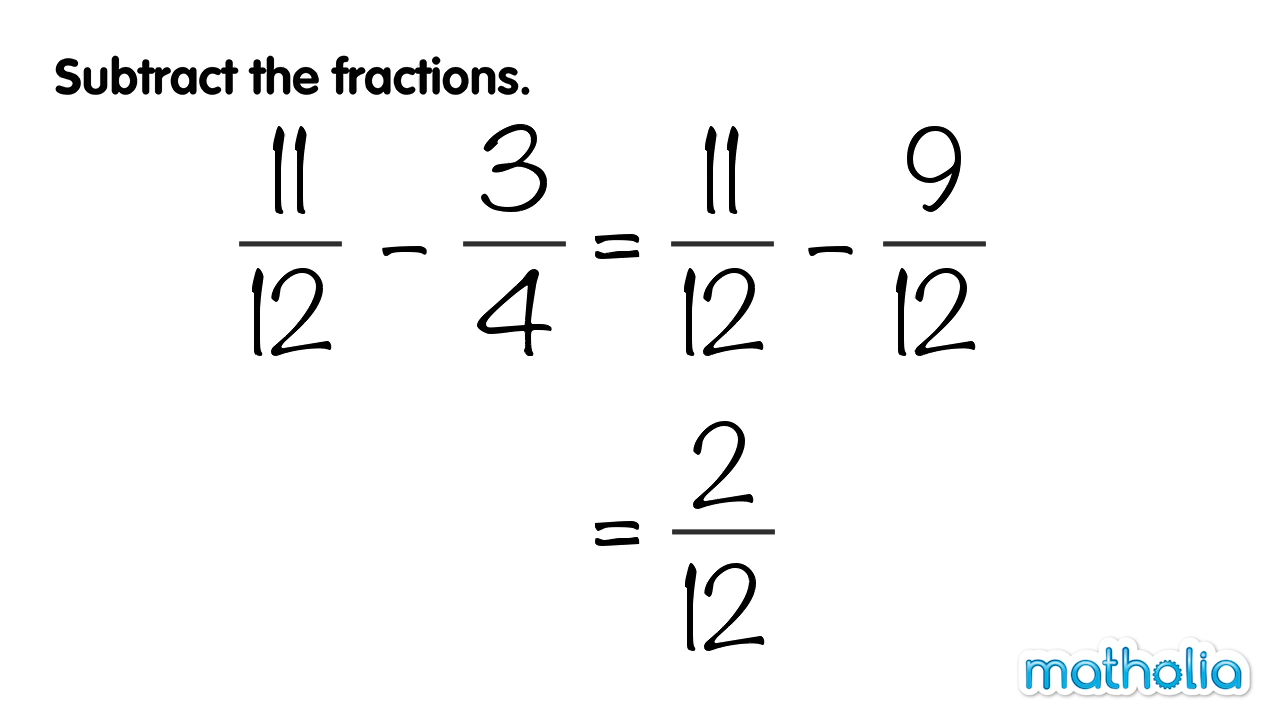 Subtract the fractions.
11/12 - 3/4 = 11/12 - 9/12
= 2/12
matholia